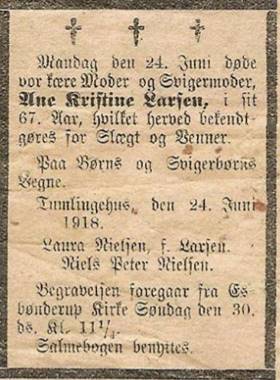 Mandag den 24. Juni døde
vor kære Moder og Svigermoder,
Ane Kristine Larsen, i sit
67. Aar, hvilket herved bekendt-
gøres for Slægt og Venner.
Paa Børns og Svigerbørns
Vegne.
Tumlingehus, den 24. Juni
1918.
Laura Nielsen, f. Larsen.
Niels Peter Nielsen.
Begravelsen foregaar fra Es-
bønderup Kirke Søndag den 30.
ds. Kl. 11¼.
Salmebogen benyttes.